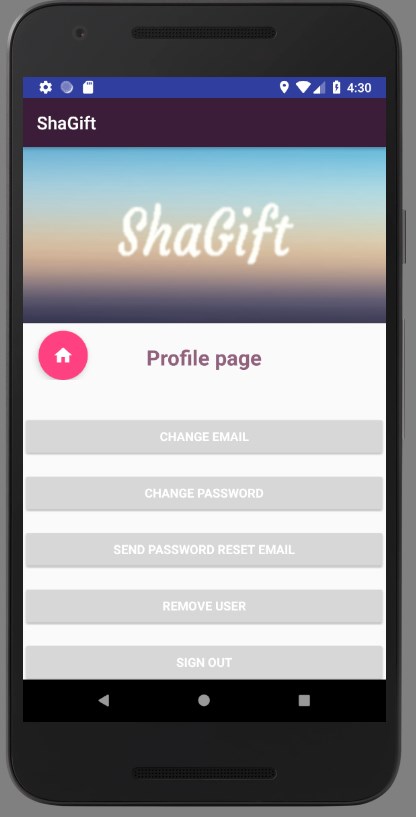 4:30
ShaGift
ShaGift
Profile page
CHANGE EMAIL
CHANGE PASSWORD
SEND PASSWORD RESET EMAIL
REMOVE USER
SIGN OUT